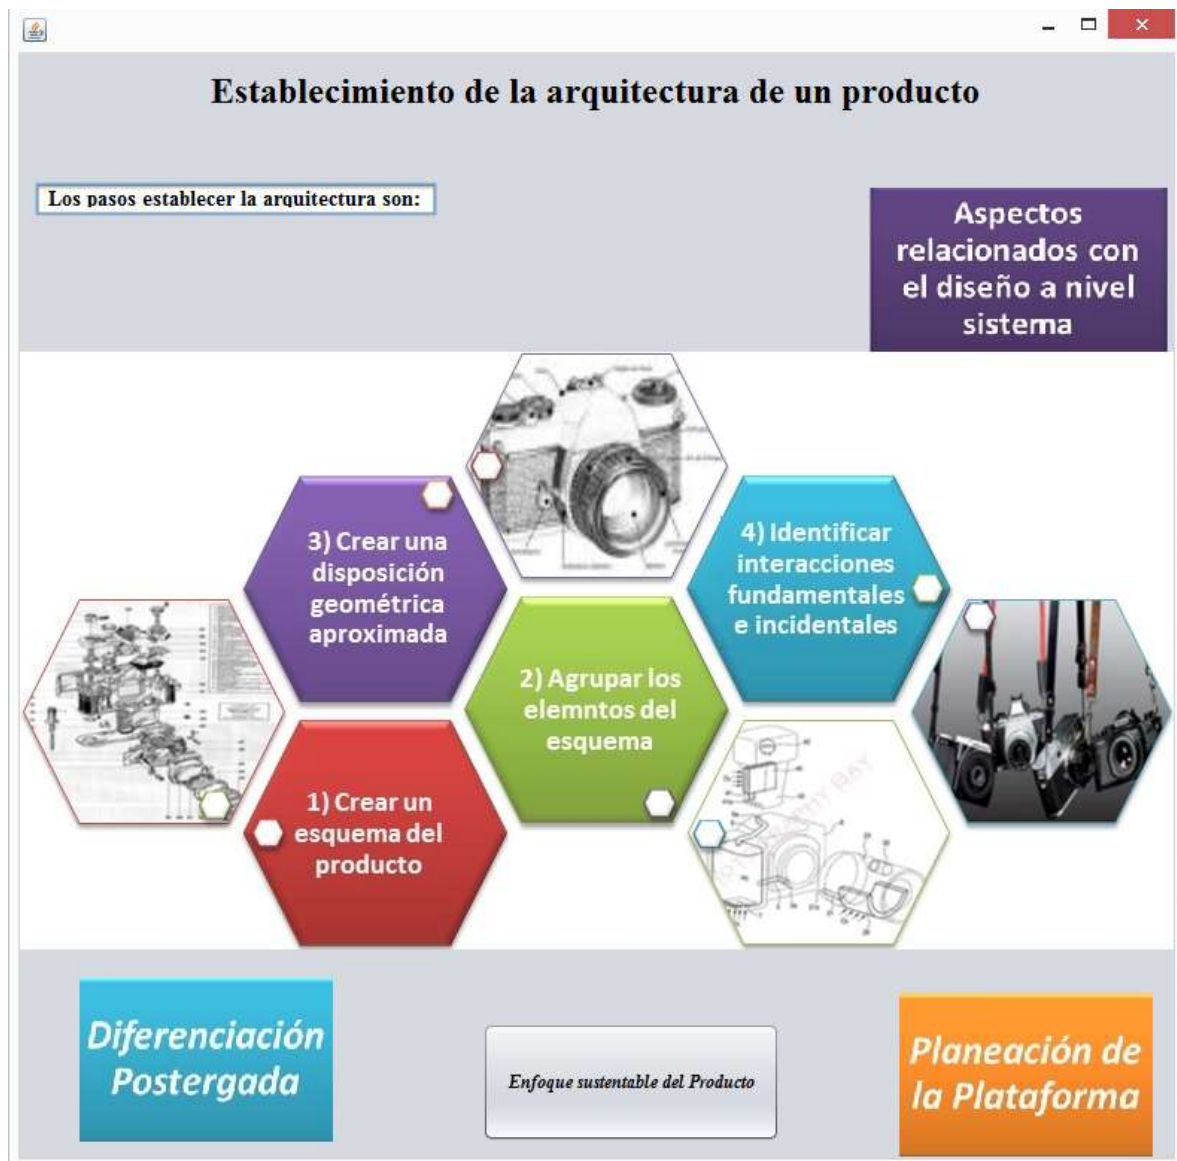 Establecimiento de la arquitectura de un producto
Los pasos establecer la arquitectura son:
Aspectos
relacionados con
el diseño a nivel
sistema
3) Crear una
disposición
geométrica
aproximada
4) Identificar
interacciones
fundamentales
e incidentales
2) Agrupar los
elemntos del
esquema
1) Crear un
esquema del
producto
Diferenciación
Postergada
Enfoque sustentable del Producto
Planeación de
la Plataforma